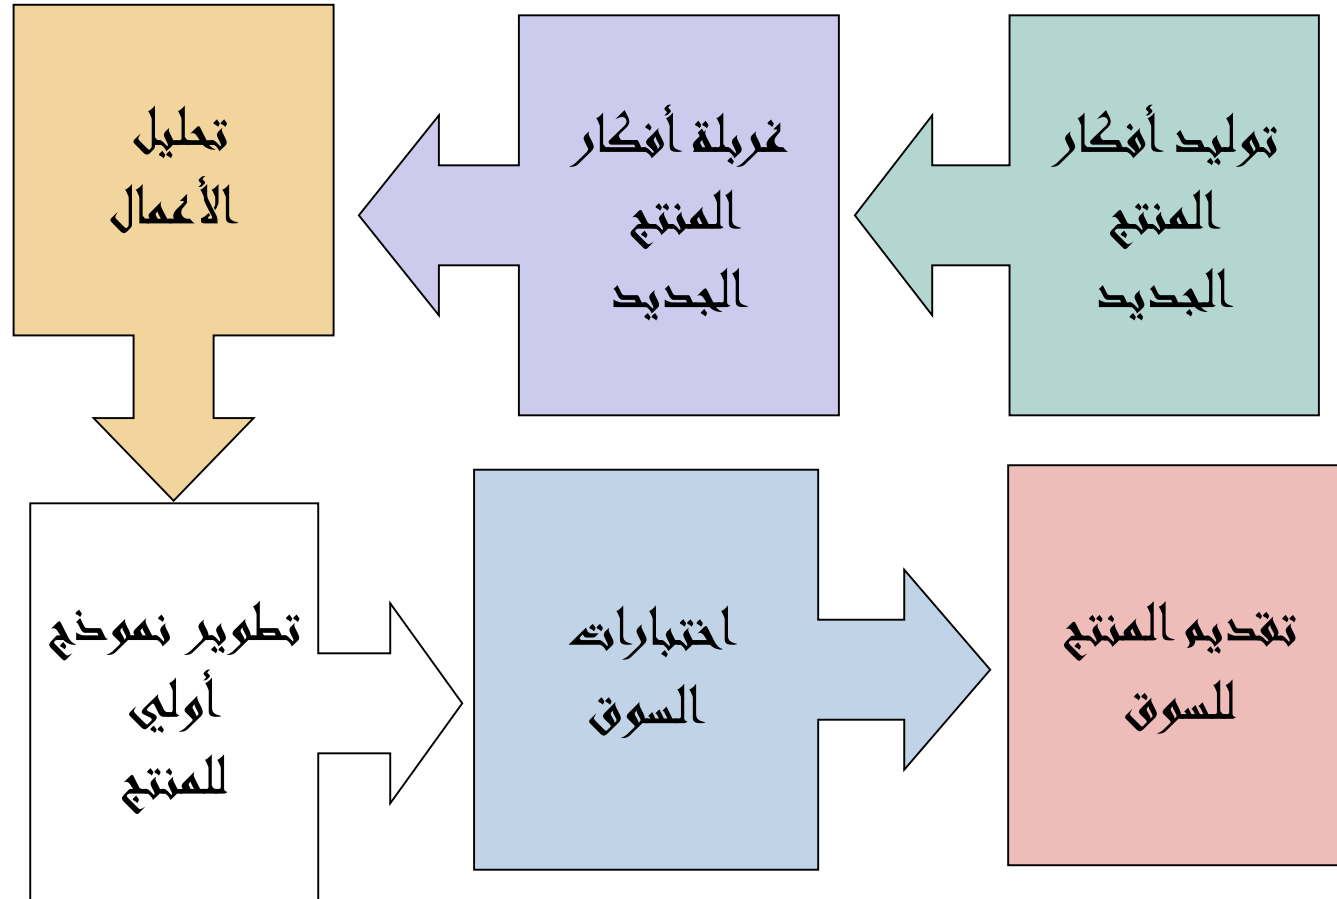 توليد أفكار
المنتج
الجديد
غربلة أفكار
المنتج
الجديد
تحليل
الأعمال
تطوير نموذج
أولي
للمنتج
اختبارات
السوق
تقديم المنتج
للسوق